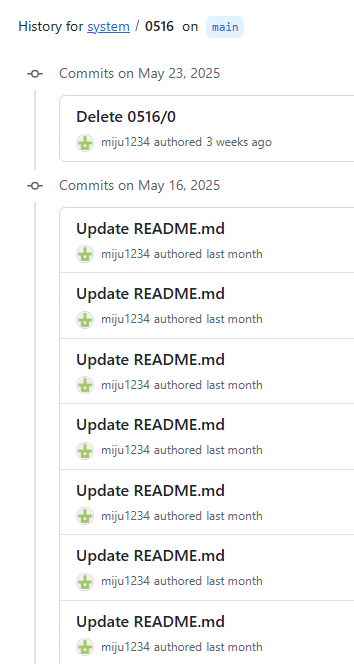 History for system / 0516 on main
Commits on May 23, 2025
Delete 0516/0
miju1234 authored 3 weeks ago
Commits on May 16, 2025
Update README.md
miju1234 authored last month
Update README.md
miju1234 authored last month
Update README.md
miju1234 authored last month
Update README.md
miju1234 authored last month
Update README.md
miju1234 authored last month
Update README.md
miju1234 authored last month
Update README.md
miju1234 authored last month